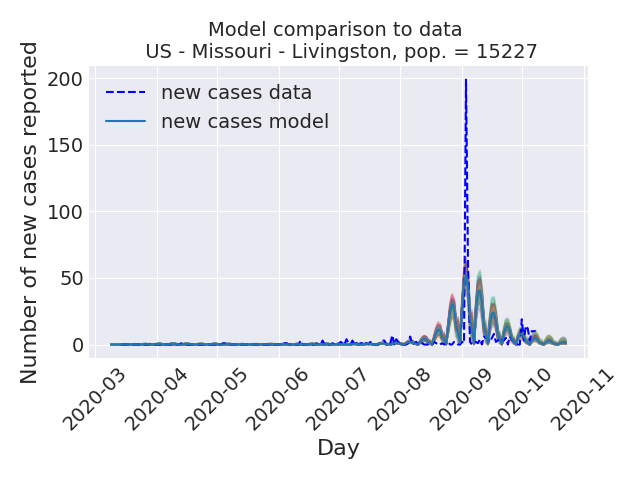 Model comparison to data
US - Missouri - Livingston, pop. = 15227
Number of new cases reported
200
150
100
50
0
new cases data
new cases model
2020-03
2020-04
2020-05
2020-06
2020-07
2020-08
2020-09
2020-10
2020-11
Day